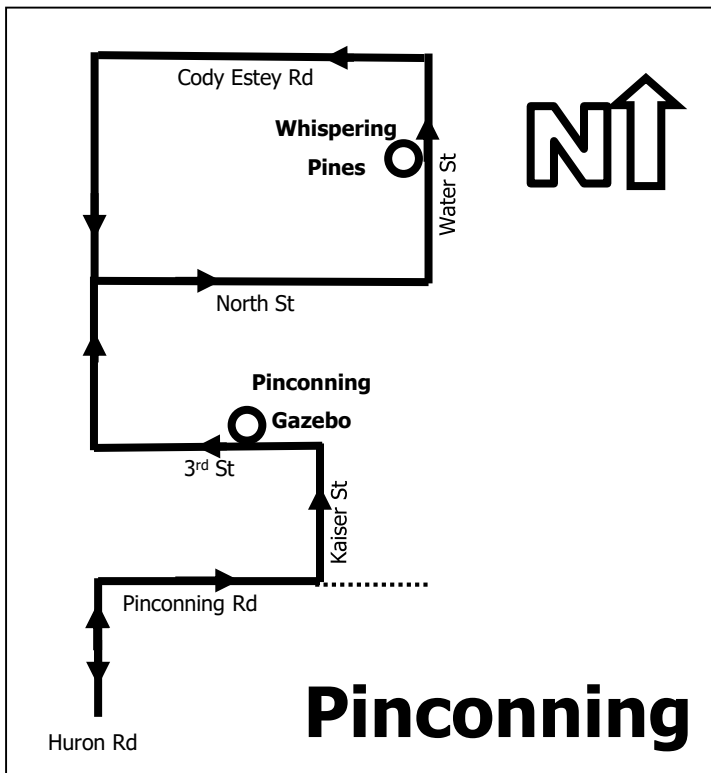 Cody Estey Rd
Whispering
Pines
N
Water St
North St
Pinconning
Gazebo
3rd St
Kaiser St
Pinconning Rd
Pinconning
Huron Rd